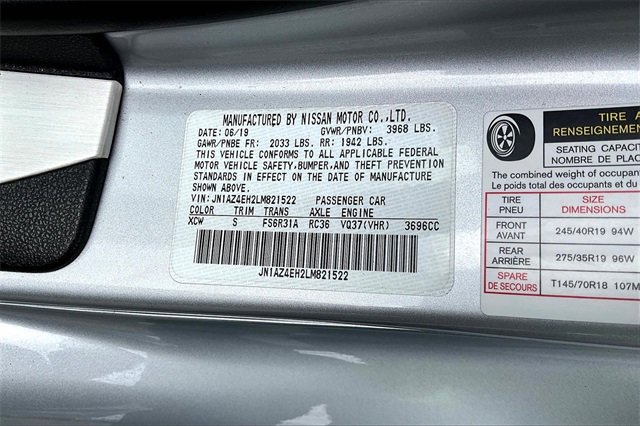 MANUFACTURED BY NISSAN MOTOR CO.,LTD.
DATE: 06/19 GVWR/PNBV: 3968 LBS.
GAWR/PNBE FR: 2033 LBS. RR: 1942 LBS.
THIS VEHICLE CONFORMS TO ALL APPLICABLE FEDERAL
MOTOR VEHICLE SAFETY,BUMPER,AND THEFT PREVENTION
STANDARDS IN EFFECT ON THE DATE OF MANUFACTURE
SHOWN ABOVE.
VIN: JN1AZ4EH2LM821522 PASSENGER CAR
COLOR TRIM TRANS AXLE ENGINE
XCW S FS6R31A RC36 VQ37(VHR) 3696CC
JN1AZ4EH2LM821522
TIRE A
RENSEIGNEMEN
SEATING CAPACI
NOMBRE DE PLAC
The combined weight of occupant
Le poids total des occupants et du
TIRE SIZE
PNEU DIMENSIONS
FRONT
AVANT 245/40R19 94W
REAR
ARRIÈRE 275/35R19 96W
SPARE
DE SECOURS T145/70R18 107M